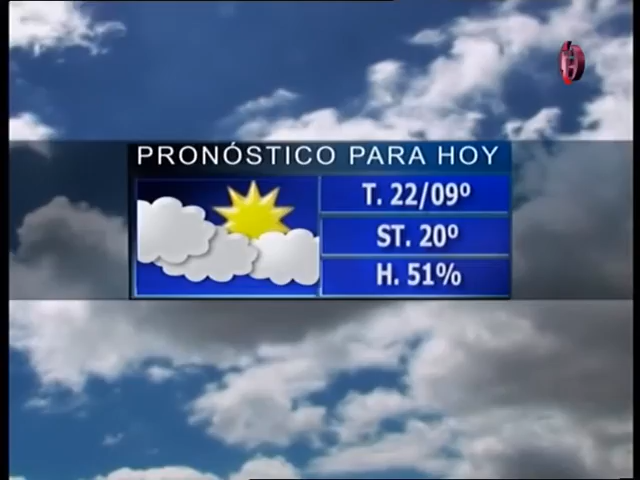 PRONÓSTICO PARA HOY
T. 22/09º
ST. 20º
H. 51%